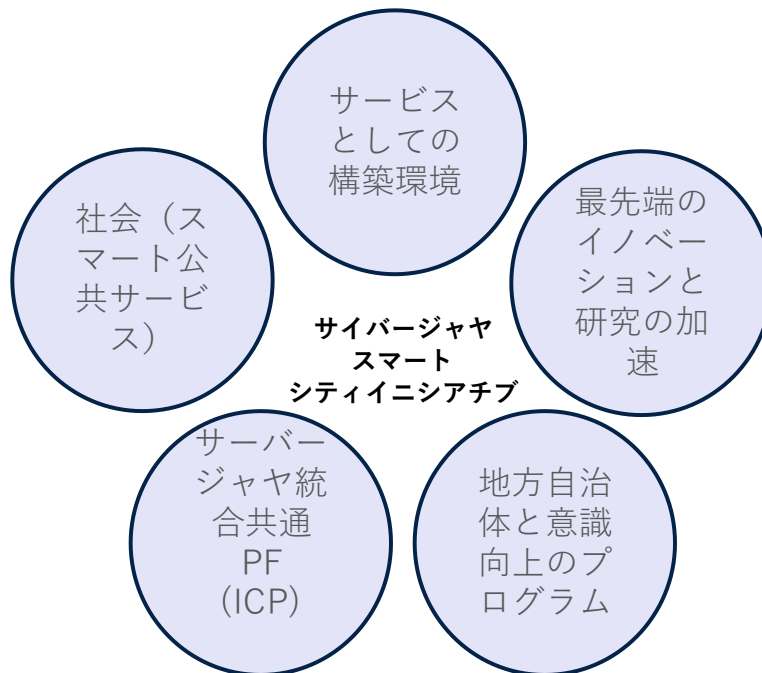 サービス
としての
構築環境
最先端の
イノベー
ションと
研究の加
速
社会（ス
マート公
共サービ
ス）
サイバージャヤ
スマート
シティイニシアチブ
サーバー
ジャヤ統
合共通
PF
(ICP)
地方自治
体と意識
向上のプ
ログラム